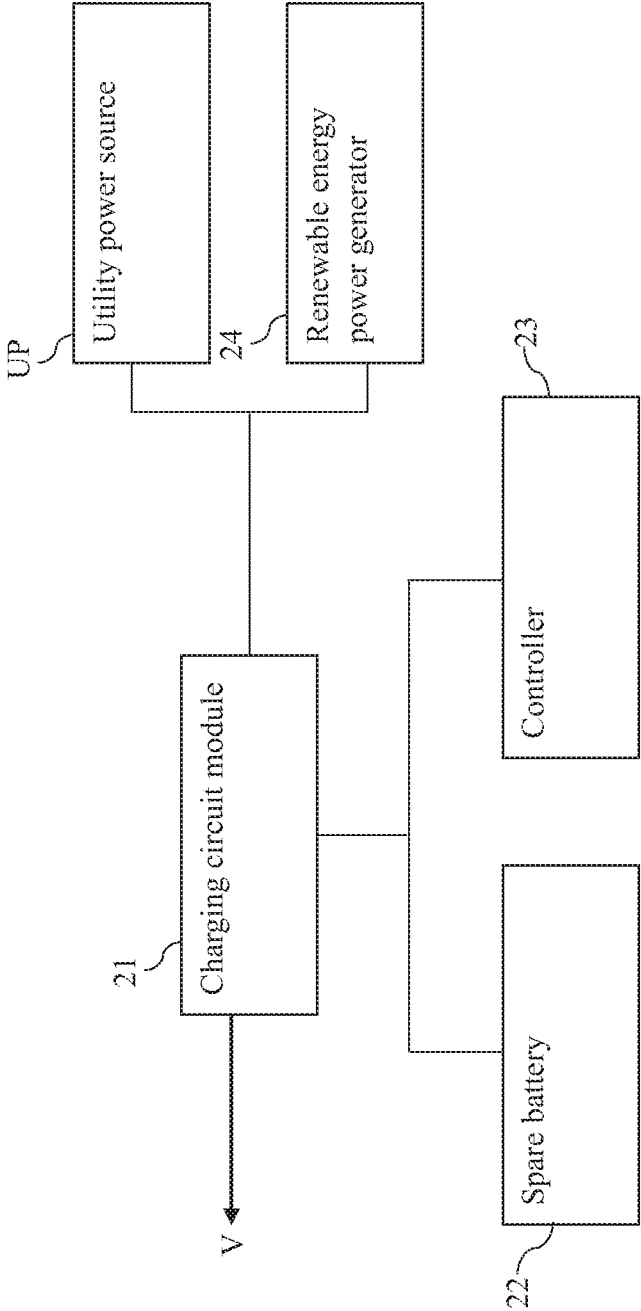 UP
Utility power source
24
Renewable energy
power generator
21
Charging circuit module
V
23
Controller
22
Spare battery